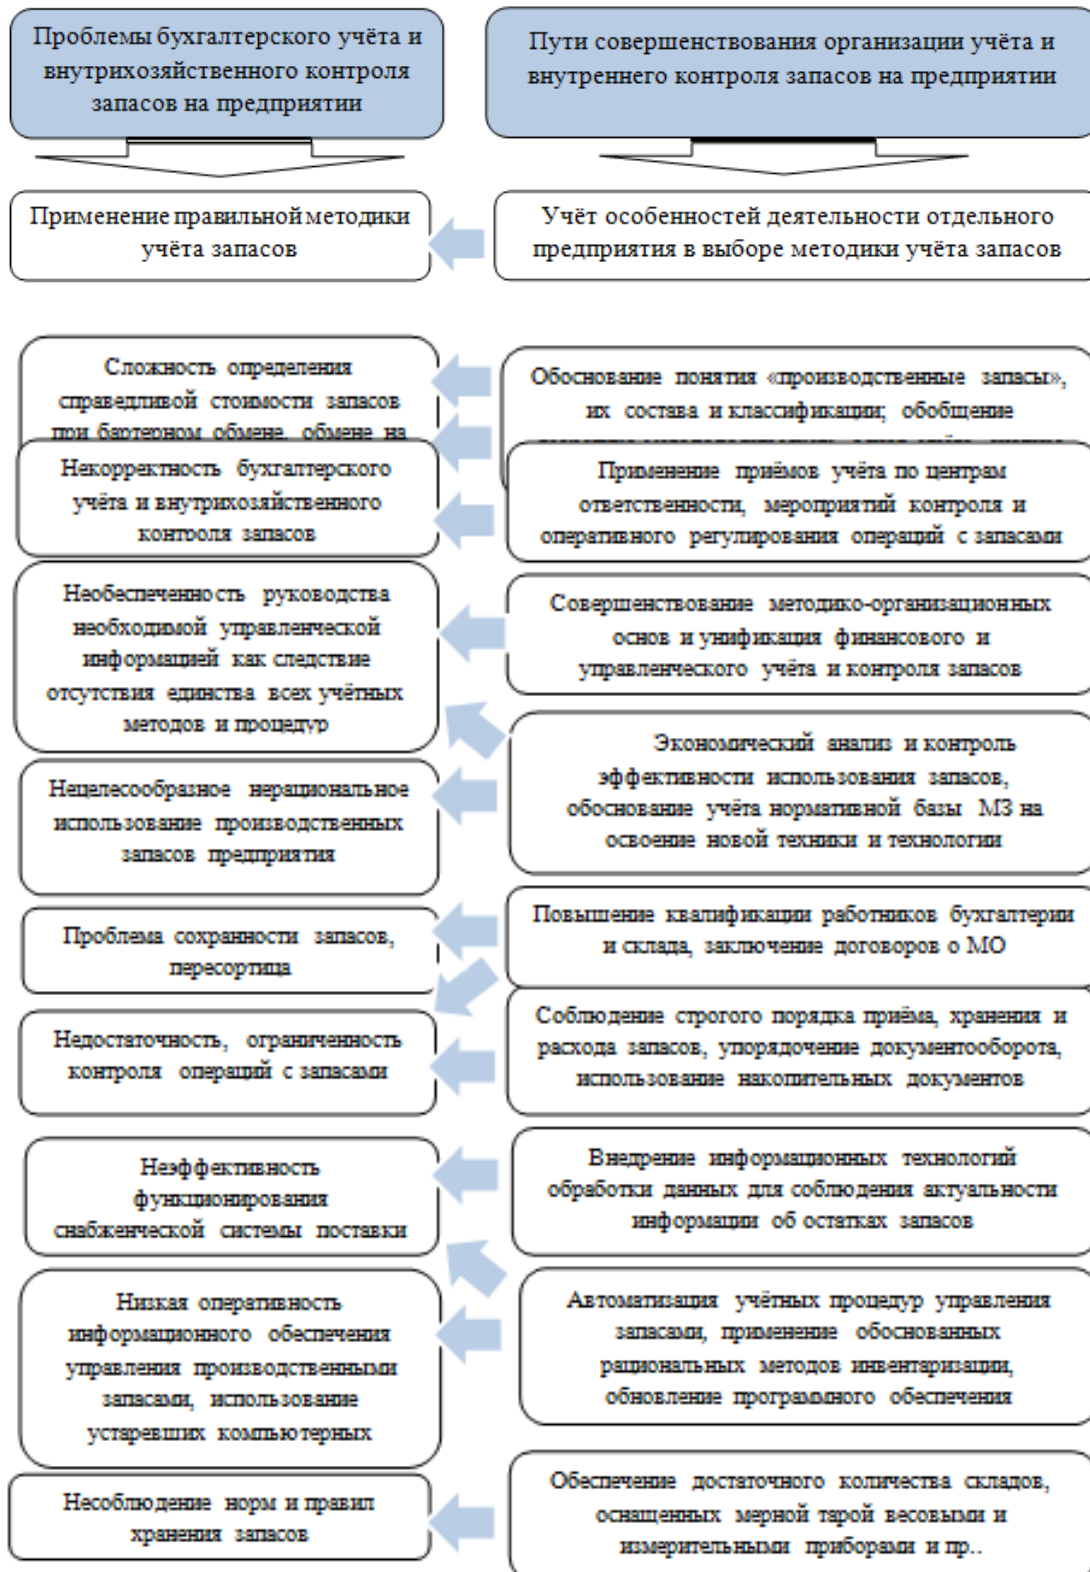 Проблемы бухгалтерского учёта и
внутрихозяйственного контроля
запасов на предприятии
Пути совершенствования организации учёта и
внутреннего контроля запасов на предприятии
Применение правильной методики
учёта запасов
Учёт особенностей деятельности отдельного
предприятия в выборе методики учёта запасов
Сложность определения
справедливой стоимости запасов
при бартерном обмене, обмене на
Обоснование понятия «производственные запасы»,
их состава и классификации; обобщение
Некорректность бухгалтерского
учёта и внутрихозяйственного
контроля запасов
Применение приёмов учёта по центрам
ответственности, мероприятий контроля и
оперативного регулирования операций с запасами
Необеспеченность руководства
необходимой управленческой
информацией как следствие
отсутствия единства всех учётных
методов и процедур
Совершенствование методико-организационных
основ и унификация финансового и
управленческого учёта и контроля запасов
Нецелесообразное нерациональное
использование производственных
запасов предприятия
Экономический анализ и контроль
эффективности использования запасов,
обоснование учёта нормативной базы МЗ на
освоение новой техники и технологии
Проблема сохранности запасов,
пересортица
Повышение квалификации работников бухгалтерии
и склада, заключение договоров о МО
Недостаточность, ограниченность
контроля операций с запасами
Соблюдение строгого порядка приёма, хранения и
расхода запасов, упорядочение документооборота,
использование накопительных документов
Неэффективность
функционирования
снабженческой системы поставки
Внедрение информационных технологий
обработки данных для соблюдения актуальности
информации об остатках запасов
Низкая оперативность
информационного обеспечения
управления производственными
запасами, использование
устаревших компьютерных
Автоматизация учётных процедур управления
запасами, применение обоснованных
рациональных методов инвентаризации,
обновление программного обеспечения
Несоблюдение норм и правил
хранения запасов
Обеспечение достаточного количества складов,
оснащенных мерной тарой весовыми и
измерительными приборами и пр..